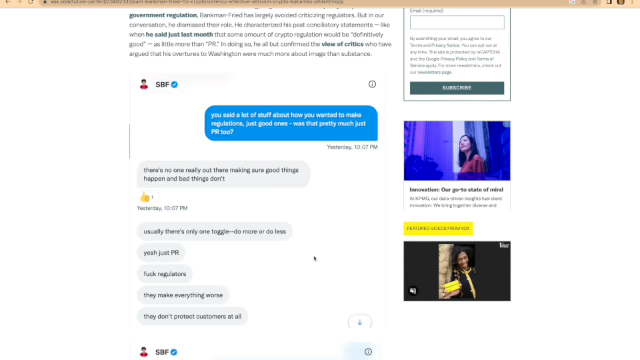 government regulation, Bankman-Fried has largely avoided criticizing regulators. But in our
conversation, he dismissed their role. He characterized his past conciliatory statements — like
when he said just last month that some amount of crypto regulation would be "definitively
good" — as little more than "PR." In doing so, he all but confirmed the view of critics who have
argued that his overtures to Washington were much more about image than substance.
SBF
you said a lot of stuff about how you wanted to make
regulations, just good ones - was that pretty much just
PR too?
Yesterday, 10:07 PM
there's no one really out there making sure good things
happen and bad things don't
👍 1
Yesterday, 10:07 PM
usually there's only one toggle--do more or do less
yeah just PR
fuck regulators
they make everything worse
they don't protect customers at all
SBF
Email (required)
By submitting your email, you agree to our
Terms and Privacy Notice. You can opt out at
any time. This site is protected by reCAPTCHA
and the Google Privacy Policy and Terms of
Service apply. For more newsletters, check out
our newsletters page.
SUBSCRIBE
Innovation: Our go-to state of mind
At KPMG, our data-driven insights fuel client
innovation. We bring together diverse and
FEATURED VIDEOS FROM VOX